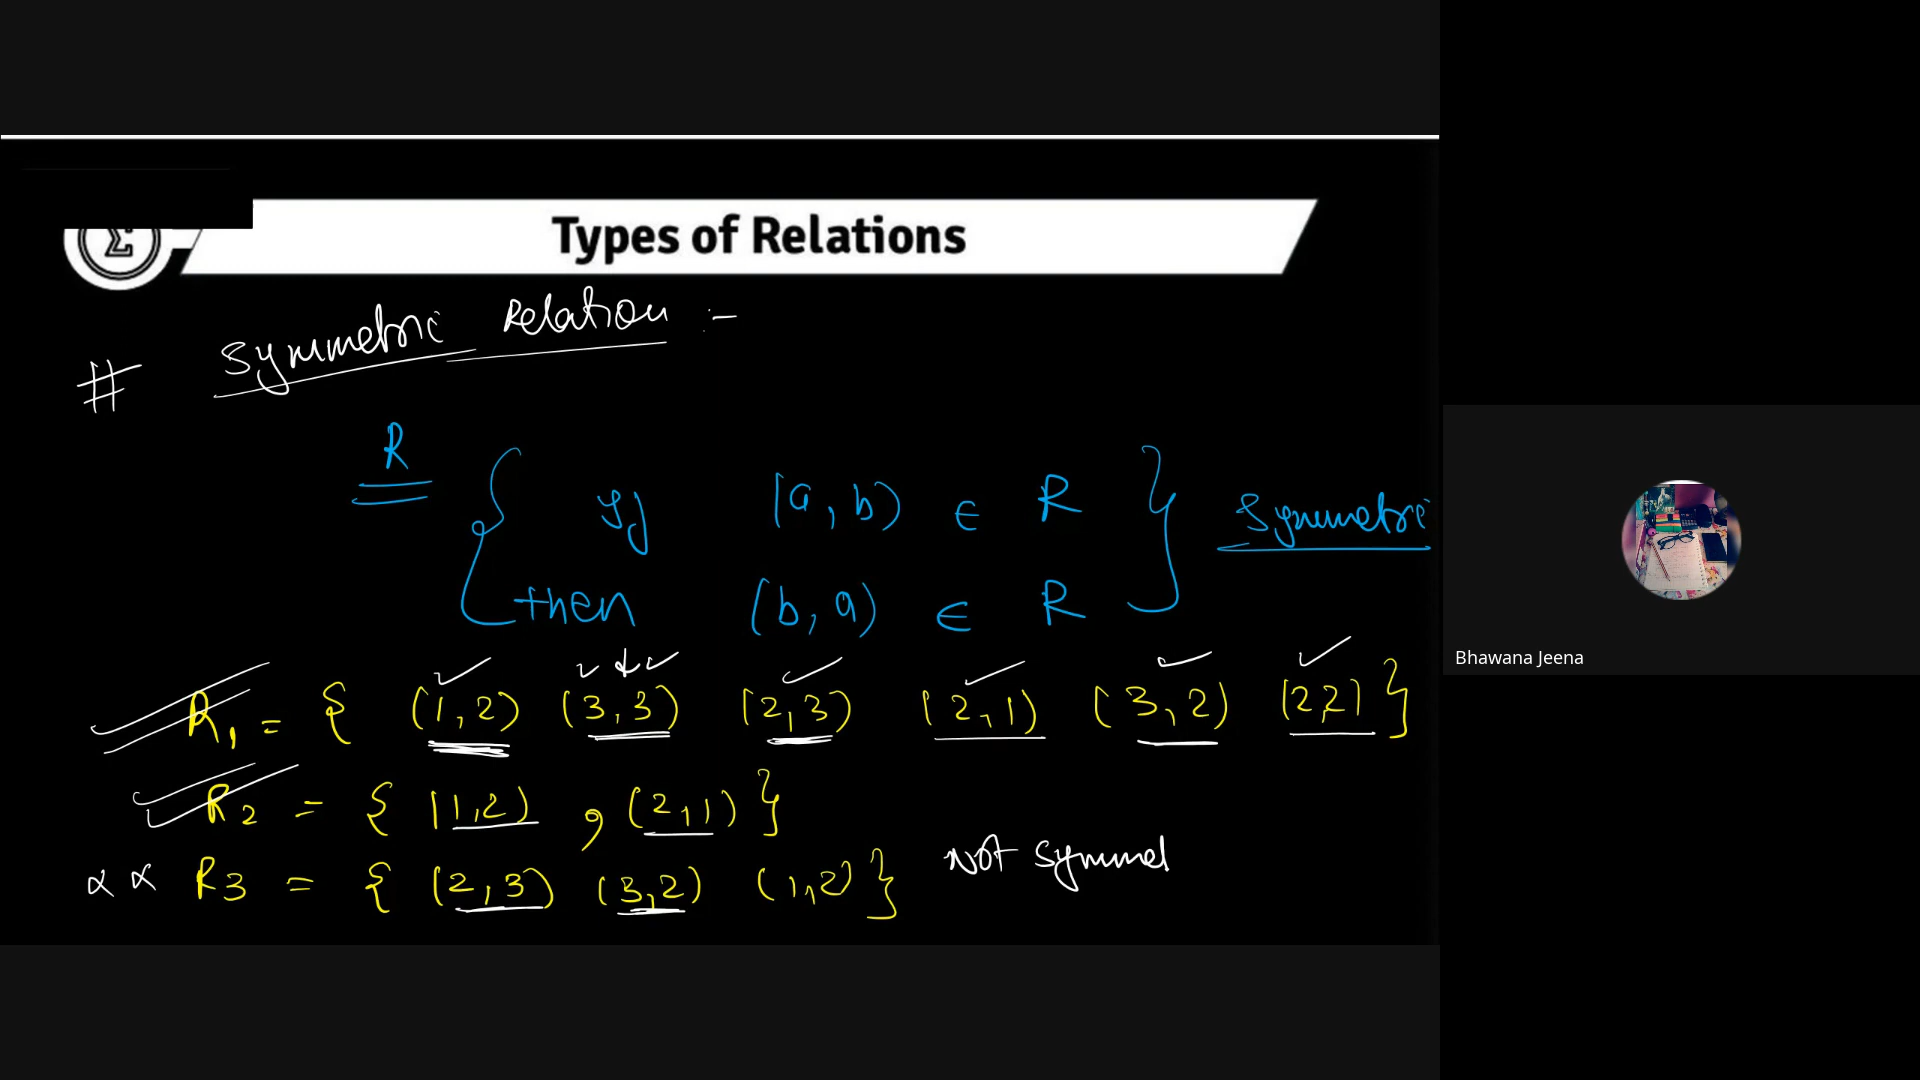 Σ
Types of Relations
# Symmetric Relation :-
R { If (a, b) ∈ R } Symmetric
then (b, a) ∈ R
R1 = { (1,2) (3,3) (2,3) (2,1) (3,2) (2,2) }
R2 = { (1,2) , (2,1) }
R3 = { (2,3) (3,2) (1,2) } Not Symmet
Bhawana Jeena